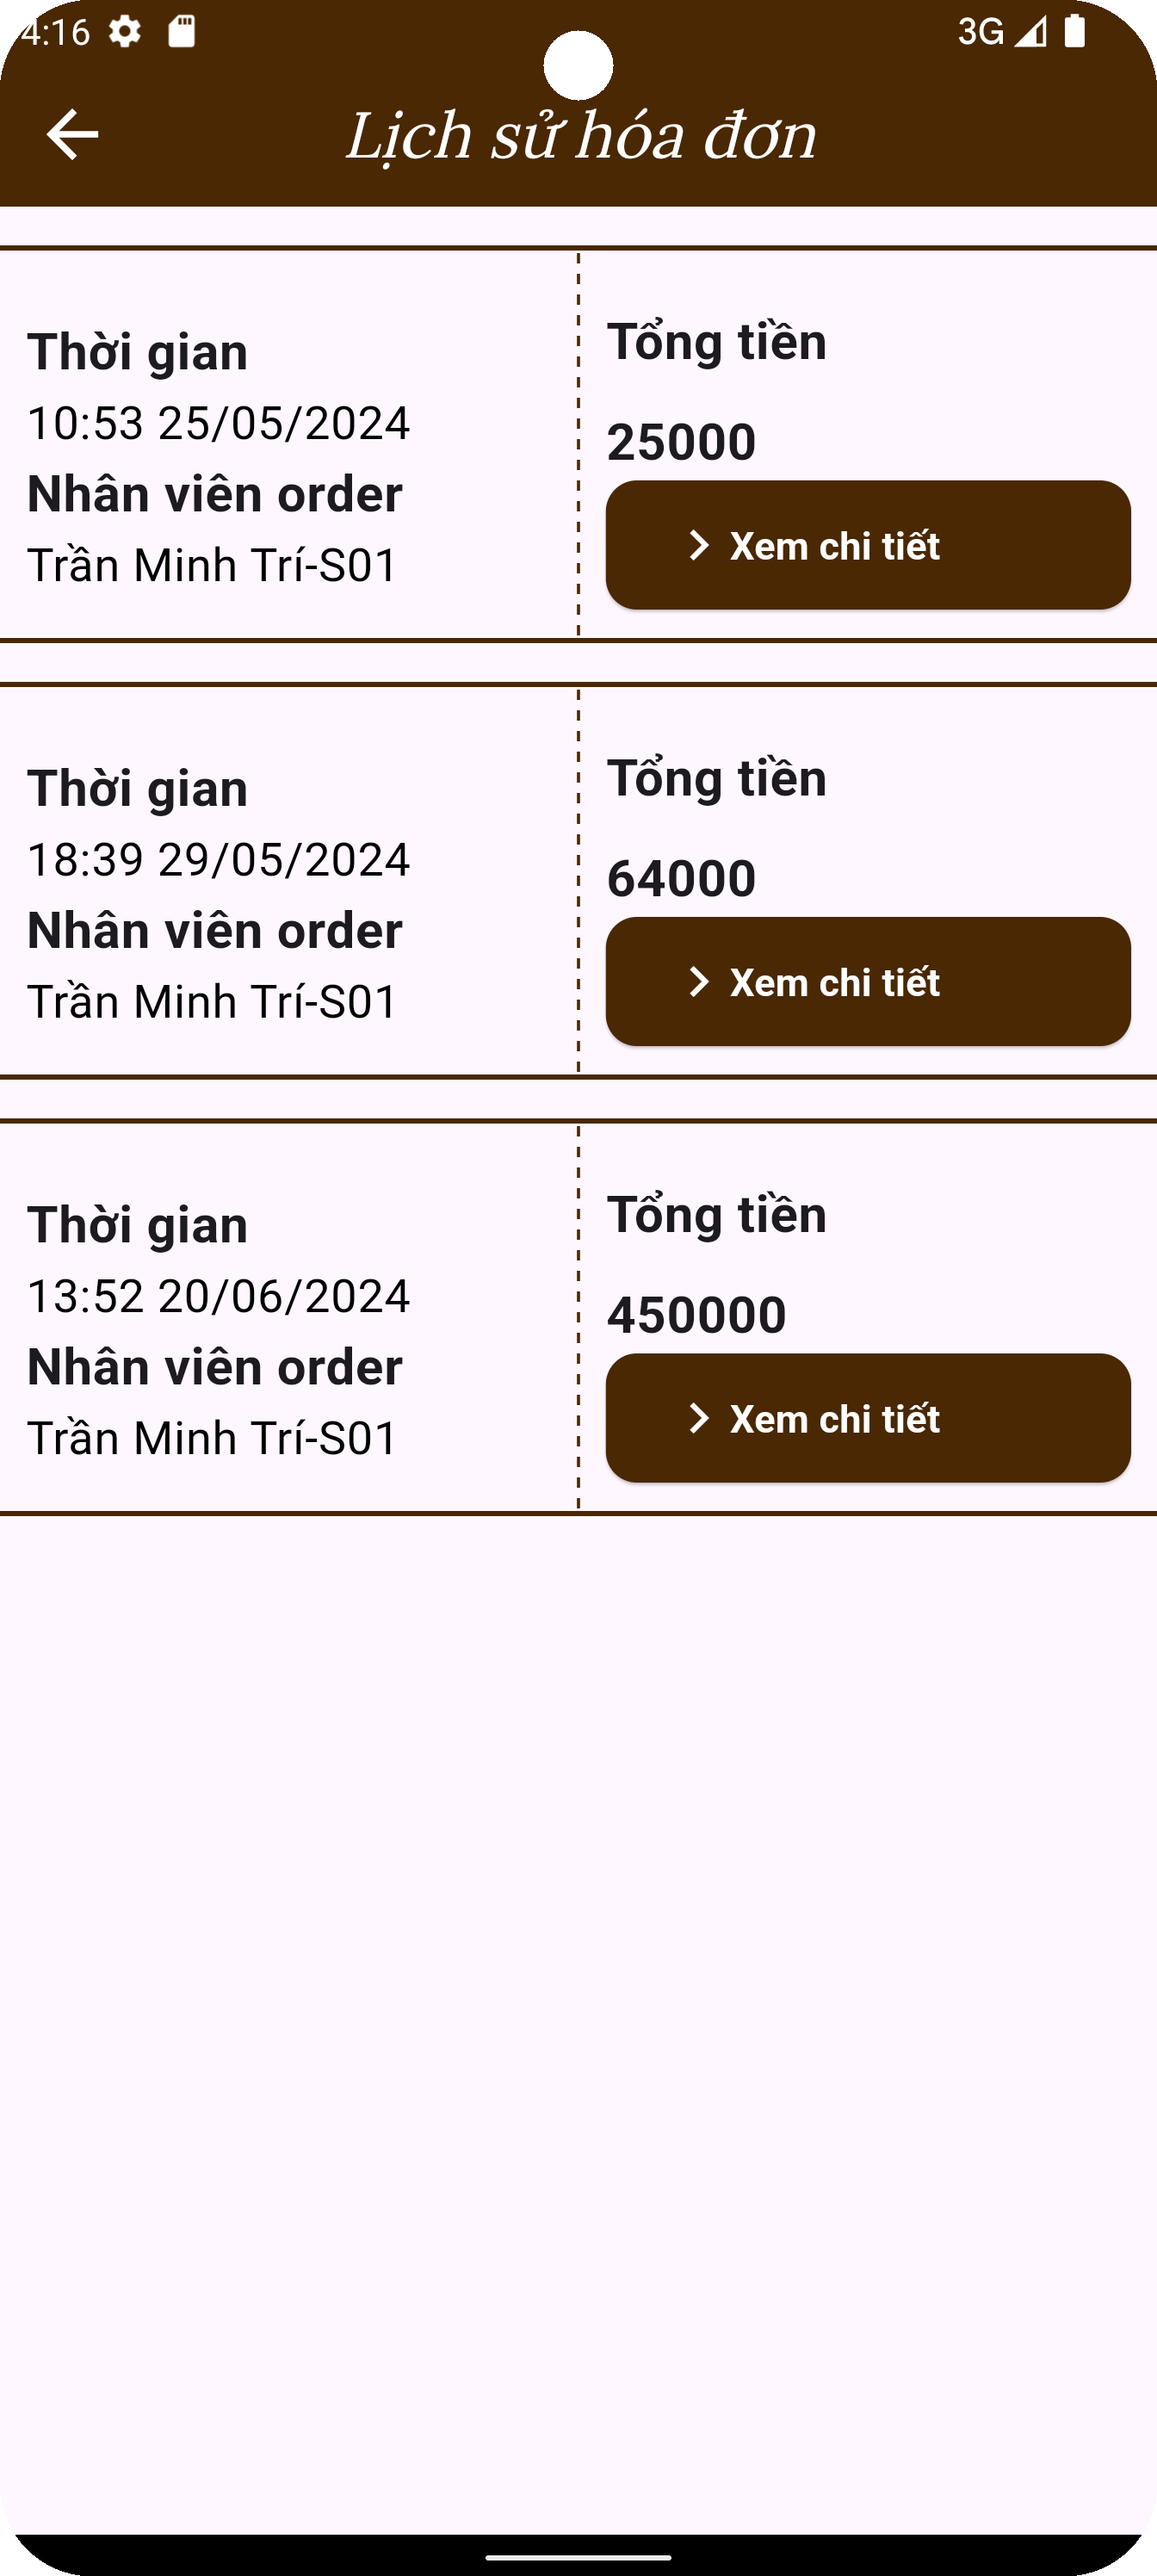 4:16 3G
Lịch sử hóa đơn
Thời gian
10:53 25/05/2024
Nhân viên order
Trần Minh Trí-S01
Tổng tiền
25000
Xem chi tiết
Thời gian
18:39 29/05/2024
Nhân viên order
Trần Minh Trí-S01
Tổng tiền
64000
Xem chi tiết
Thời gian
13:52 20/06/2024
Nhân viên order
Trần Minh Trí-S01
Tổng tiền
450000
Xem chi tiết